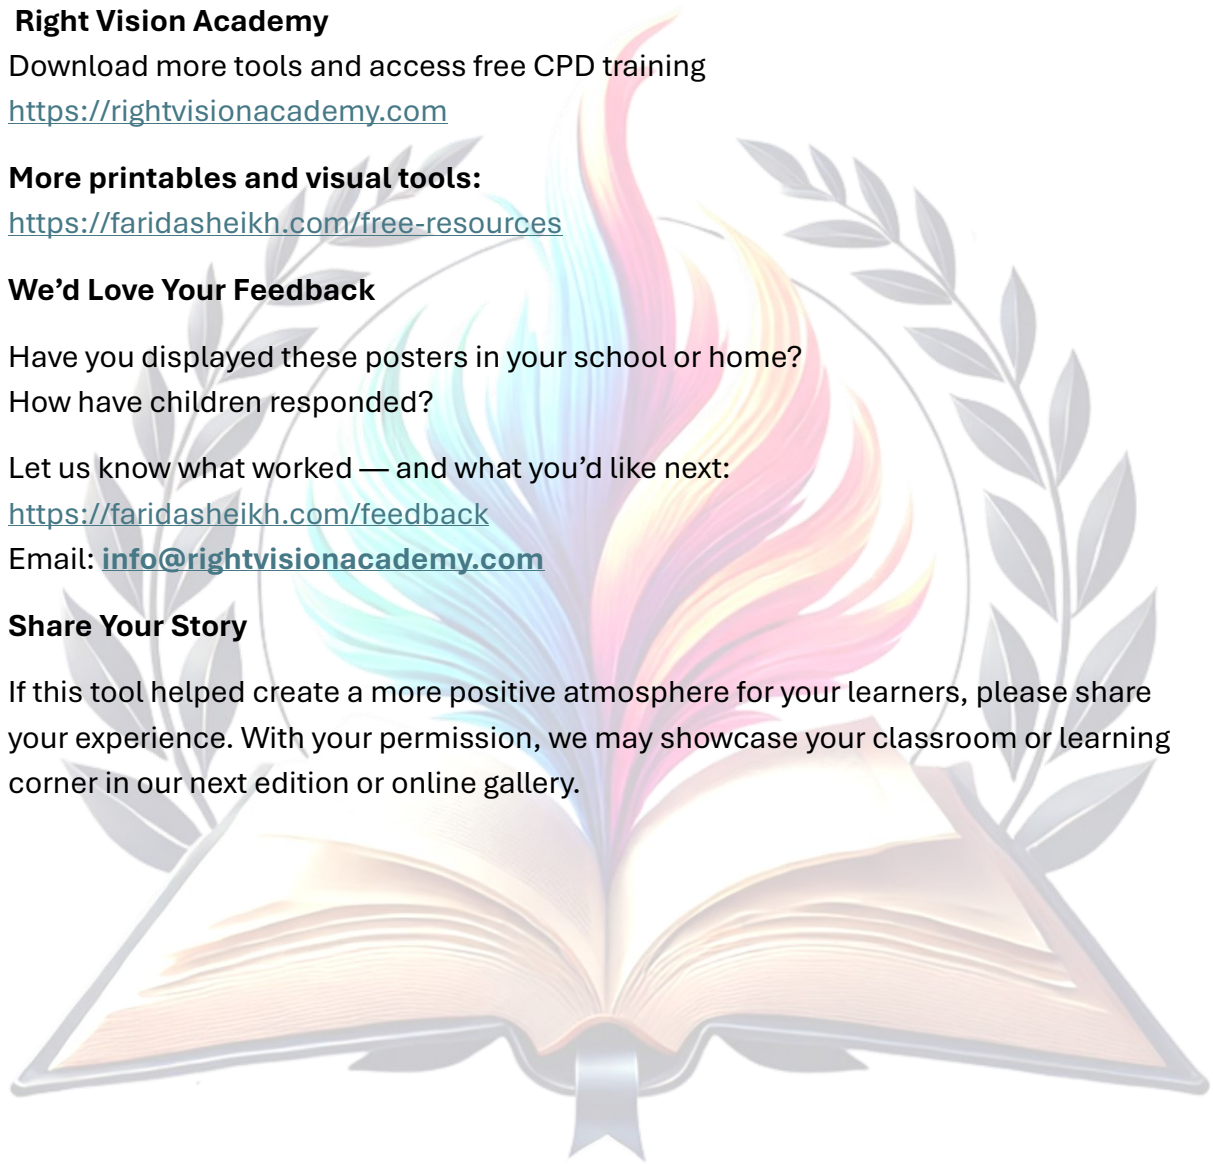 Right Vision Academy
Download more tools and access free CPD training
https://rightvisionacademy.com
More printables and visual tools:
https://faridasheikh.com/free-resources
We’d Love Your Feedback
Have you displayed these posters in your school or home?
How have children responded?
Let us know what worked — and what you’d like next:
https://faridasheikh.com/feedback
Email: info@rightvisionacademy.com
Share Your Story
If this tool helped create a more positive atmosphere for your learners, please share
your experience. With your permission, we may showcase your classroom or learning
corner in our next edition or online gallery.